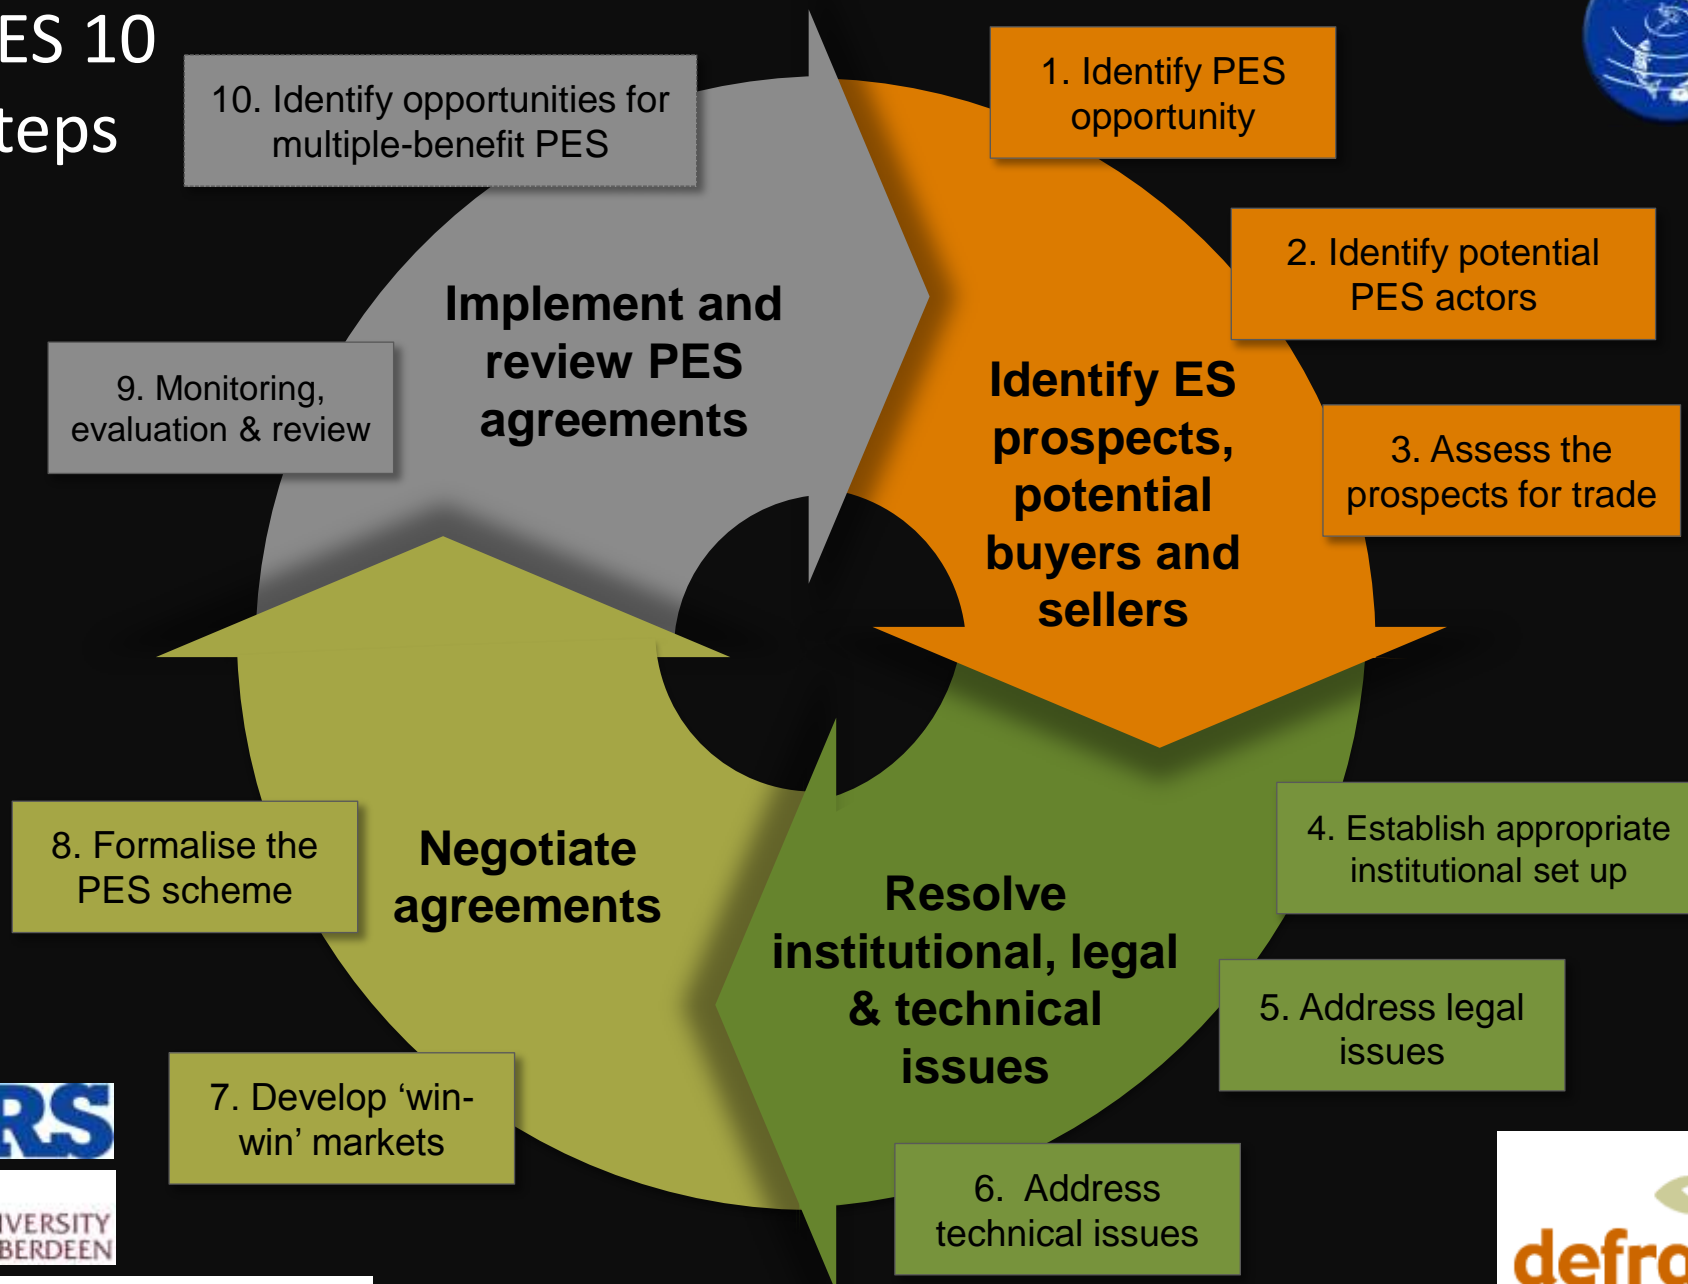 ES 10
teps
10. Identify opportunities for
multiple-benefit PES
1. Identify PES
opportunity
2. Identify potential
PES actors
3. Assess the
prospects for trade
Implement and
review PES
agreements
Identify ES
prospects,
potential
buyers and
sellers
9. Monitoring,
evaluation & review
4. Establish appropriate
institutional set up
5. Address legal
issues
6. Address
technical issues
Resolve
institutional, legal
& technical
issues
Negotiate
agreements
8. Formalise the
PES scheme
7. Develop ‘win-
win’ markets
RS
IVERSITY
BERDEEN
defra